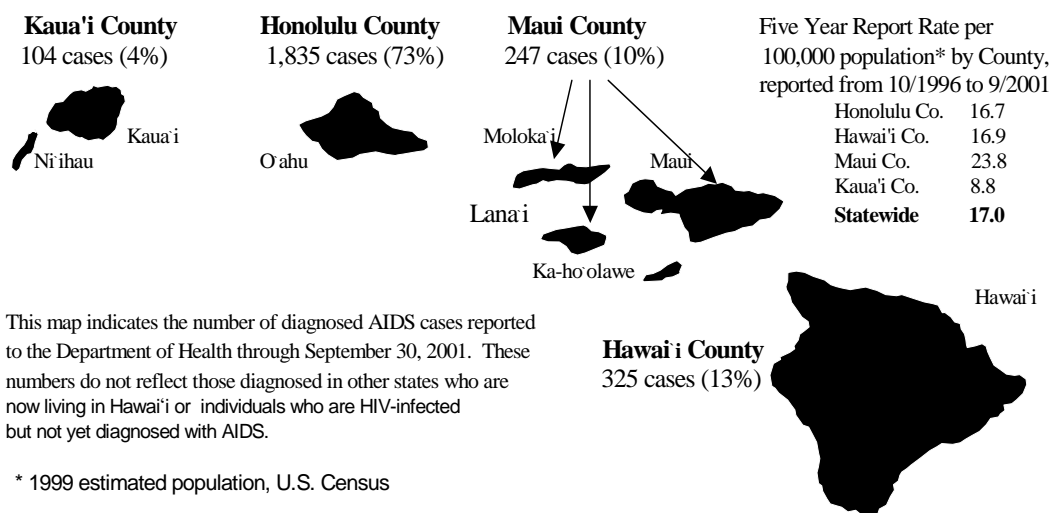 Kaua'i County
104 cases (4%)
Honolulu County
1,835 cases (73%)
Maui County
247 cases (10%)
Five Year Report Rate per
100,000 population* by County,
reported from 10/1996 to 9/2001
Honolulu Co. 16.7
Hawai'i Co. 16.9
Maui Co. 23.8
Kaua'i Co. 8.8
Statewide 17.0
Kaua`i
Ni`ihau
O`ahu
Moloka`i
Maui
Lana`i
Ka-ho`olawe
Hawai`i
Hawai`i County
325 cases (13%)
This map indicates the number of diagnosed AIDS cases reported
to the Department of Health through September 30, 2001. These
numbers do not reflect those diagnosed in other states who are
now living in Hawai‘i or individuals who are HIV-infected
but not yet diagnosed with AIDS.
* 1999 estimated population, U.S. Census